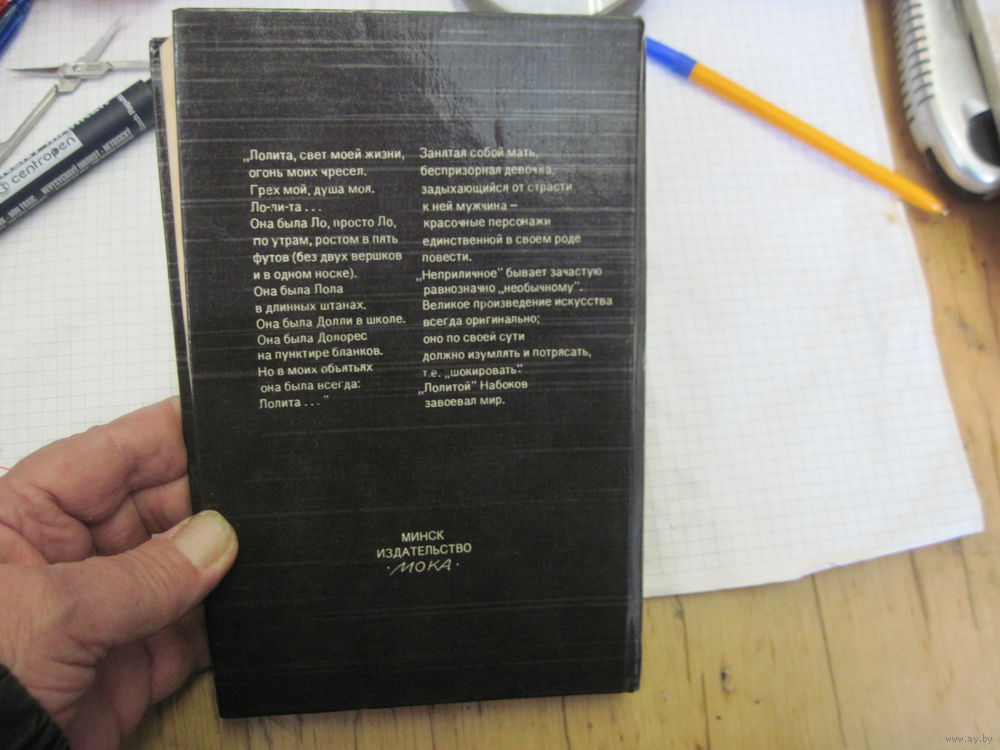 „Лолита, свет моей жизни,
огонь моих чресел.
Грех мой, душа моя.
Ло-ли-та . . .
Она была Ло, просто Ло,
по утрам, ростом в пять
футов (без двух вершков
и в одном носке).
Она была Лола
в длинных штанах.
Она была Долли в школе.
Она была Долорес
на пунктире бланков.
Но в моих объятьях
она была всегда:
Лолита . . . "
Занятая собой мать,
беспризорная девочка,
задыхающийся от страсти
к ней мужчина –
красочные персонажи
единственной в своем роде
повести.
„Неприличное" бывает зачастую
равнозначно „необычному".
Великое произведение искусства
всегда оригинально;
оно по своей сути
должно изумлять и потрясать,
т.е. „шокировать".
„Лолитой" Набоков
завоевал мир.
МИНСК
ИЗДАТЕЛЬСТВО
·МОКА·
centropen
www.ay.by